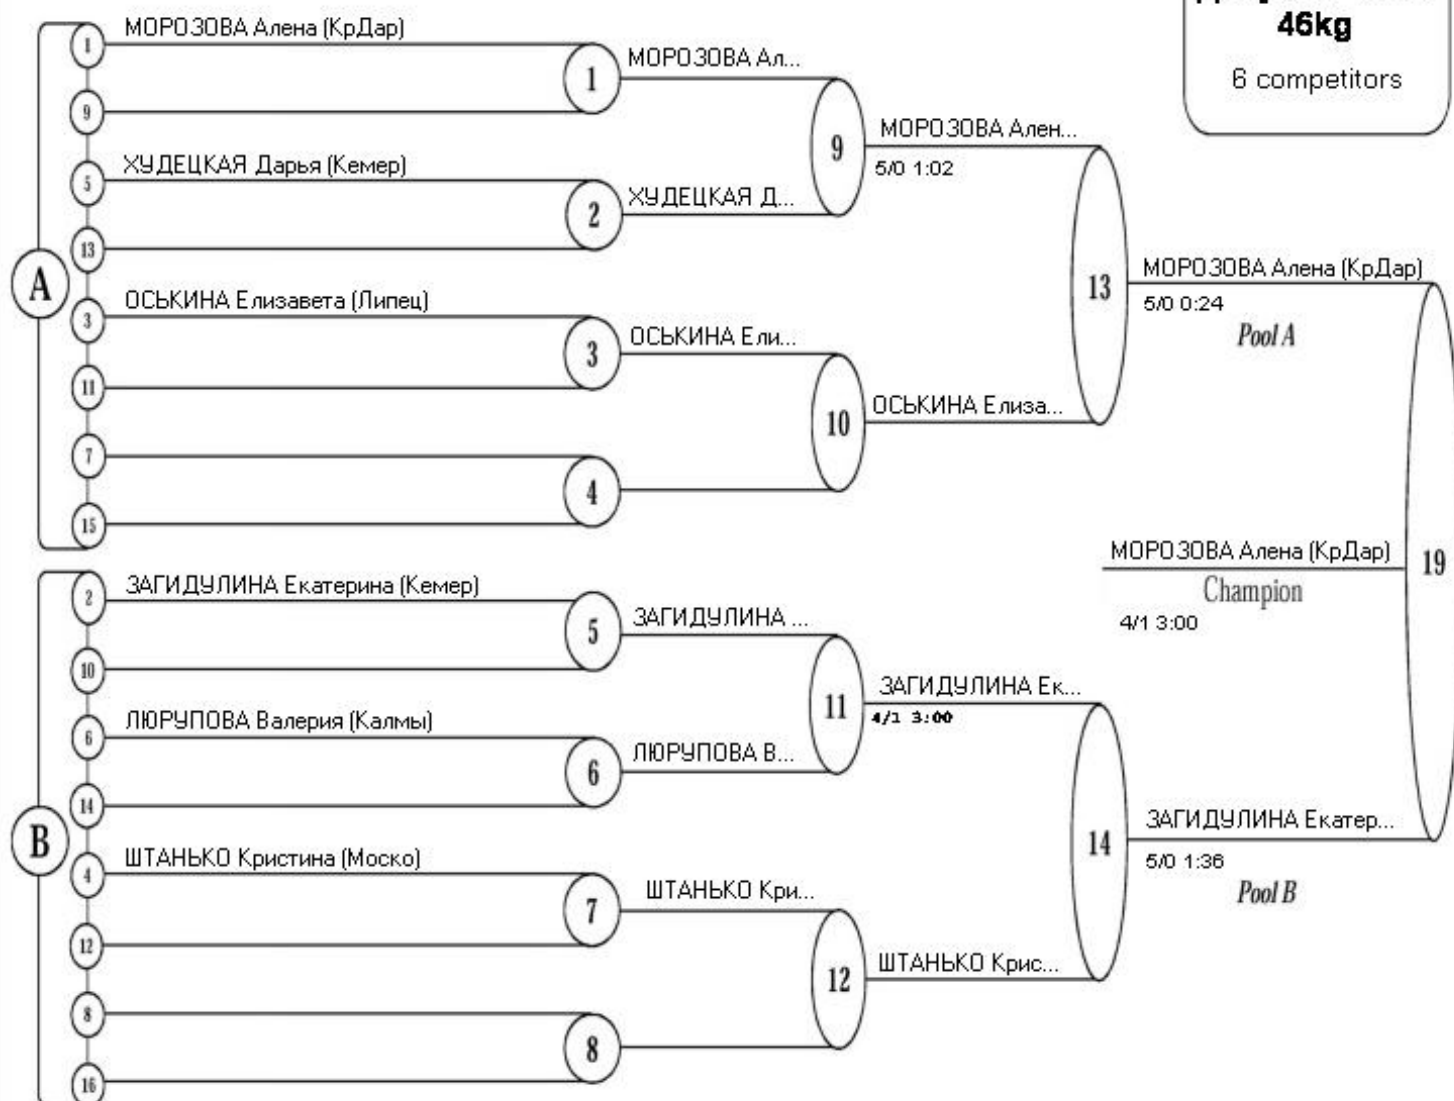 46kg
6 competitors
A
1
МОРОЗОВА Алена (КрДар)
9
5
ХУДЕЦКАЯ Дарья (Кемер)
13
3
ОСЬКИНА Елизавета (Липец)
11
7
15
1
МОРОЗОВА Ал...
2
ХУДЕЦКАЯ Д...
3
ОСЬКИНА Ели...
4
9
МОРОЗОВА Ален...
5/0 1:02
10
ОСЬКИНА Елиза...
13
МОРОЗОВА Алена (КрДар)
5/0 0:24
Pool A
МОРОЗОВА Алена (КрДар)
Champion
4/1 3:00
19
B
2
ЗАГИДУЛИНА Екатерина (Кемер)
10
6
ЛЮРУПОВА Валерия (Калмы)
14
4
ШТАНЬКО Кристина (Моско)
12
8
16
5
ЗАГИДУЛИНА ...
6
ЛЮРУПОВА В...
7
ШТАНЬКО Кри...
8
11
ЗАГИДУЛИНА Ек...
4/1 3:00
12
ШТАНЬКО Крис...
14
ЗАГИДУЛИНА Екатер...
5/0 1:36
Pool B